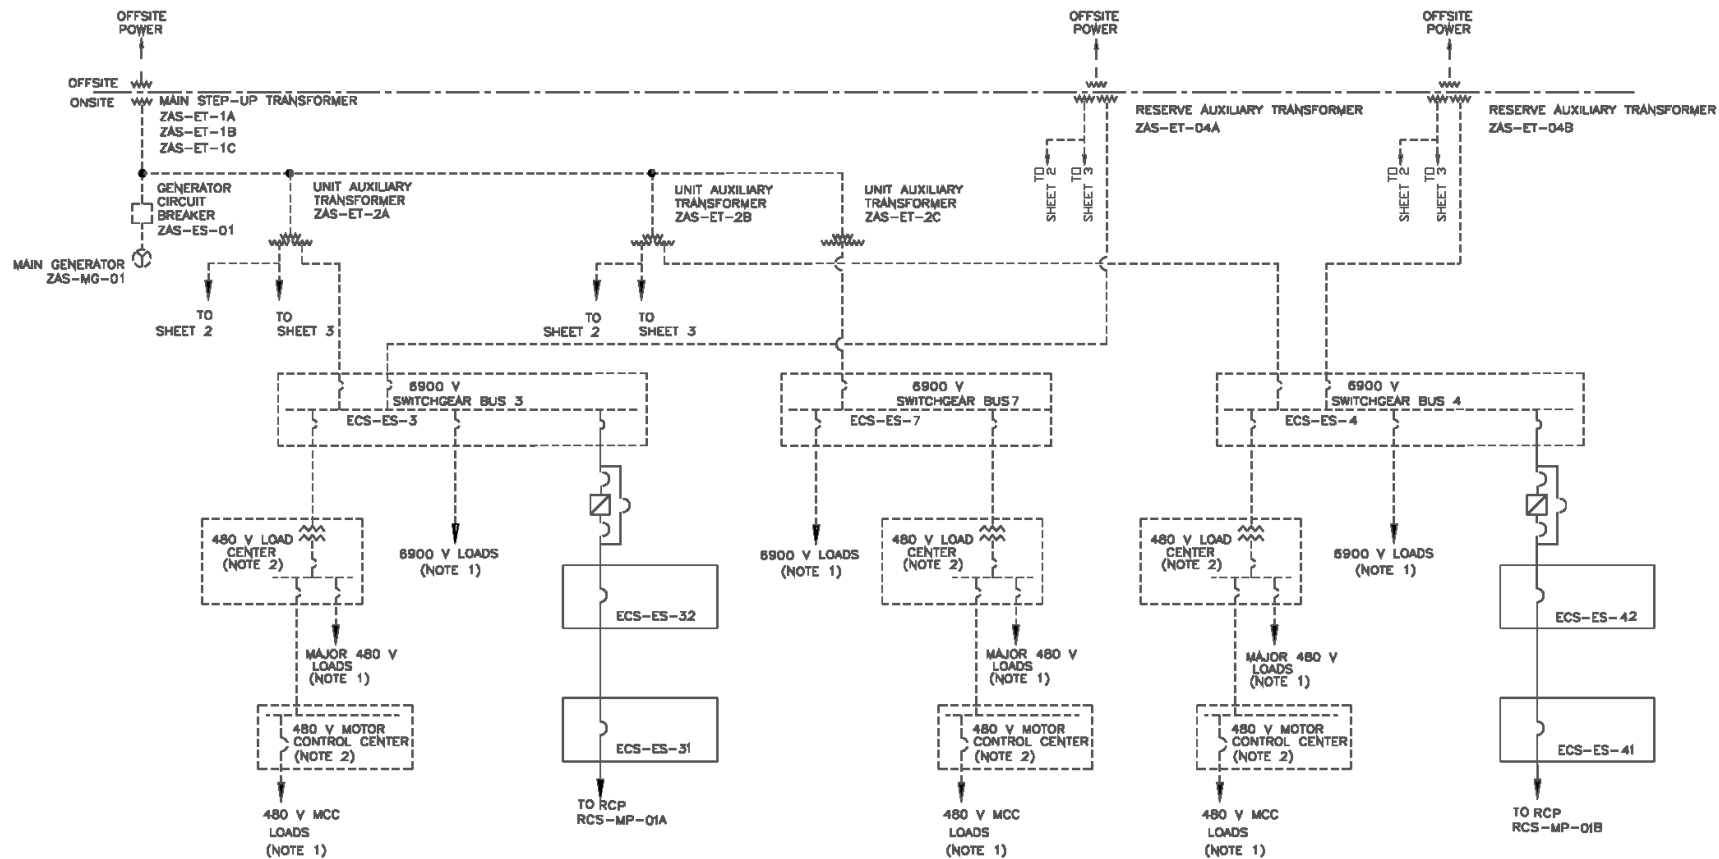 OFFSITE
POWER
OFFSITE
POWER
OFFSITE
POWER
OFFSITE
ONSITE
MAIN STEP-UP TRANSFORMER
ZAS-ET-1A
ZAS-ET-1B
ZAS-ET-1C
RESERVE AUXILIARY TRANSFORMER
ZAS-ET-04A
RESERVE AUXILIARY TRANSFORMER
ZAS-ET-04B
TO
SHEET 2
TO
SHEET 3
TO
SHEET 2
TO
SHEET 3
GENERATOR
CIRCUIT
BREAKER
ZAS-ES-01
UNIT AUXILIARY
TRANSFORMER
ZAS-ET-2A
UNIT AUXILIARY
TRANSFORMER
ZAS-ET-2B
UNIT AUXILIARY
TRANSFORMER
ZAS-ET-2C
MAIN GENERATOR
ZAS-MG-01
TO
SHEET 2
TO
SHEET 3
TO
SHEET 2
TO
SHEET 3
6900 V
SWITCHGEAR BUS 3
ECS-ES-3
6900 V
SWITCHGEAR BUS7
ECS-ES-7
6900 V
SWITCHGEAR BUS 4
ECS-ES-4
480 V LOAD
CENTER
(NOTE 2)
6900 V LOADS
(NOTE 1)
6900 V LOADS
(NOTE 1)
480 V LOAD
CENTER
(NOTE 2)
480 V LOAD
CENTER
(NOTE 2)
6900 V LOADS
(NOTE 1)
ECS-ES-32
ECS-ES-42
MAJOR 480 V
LOADS
(NOTE 1)
MAJOR 480 V
LOADS
(NOTE 1)
MAJOR 480 V
LOADS
(NOTE 1)
480 V MOTOR
CONTROL CENTER
(NOTE 2)
ECS-ES-31
480 V MOTOR
CONTROL CENTER
(NOTE 2)
480 V MOTOR
CONTROL CENTER
(NOTE 2)
ECS-ES-41
480 V MCC
LOADS
(NOTE 1)
TO RCP
RCS-MP-01A
480 V MCC
LOADS
(NOTE 1)
480 V MCC
LOADS
(NOTE 1)
TO RCP
RCS-MP-01B